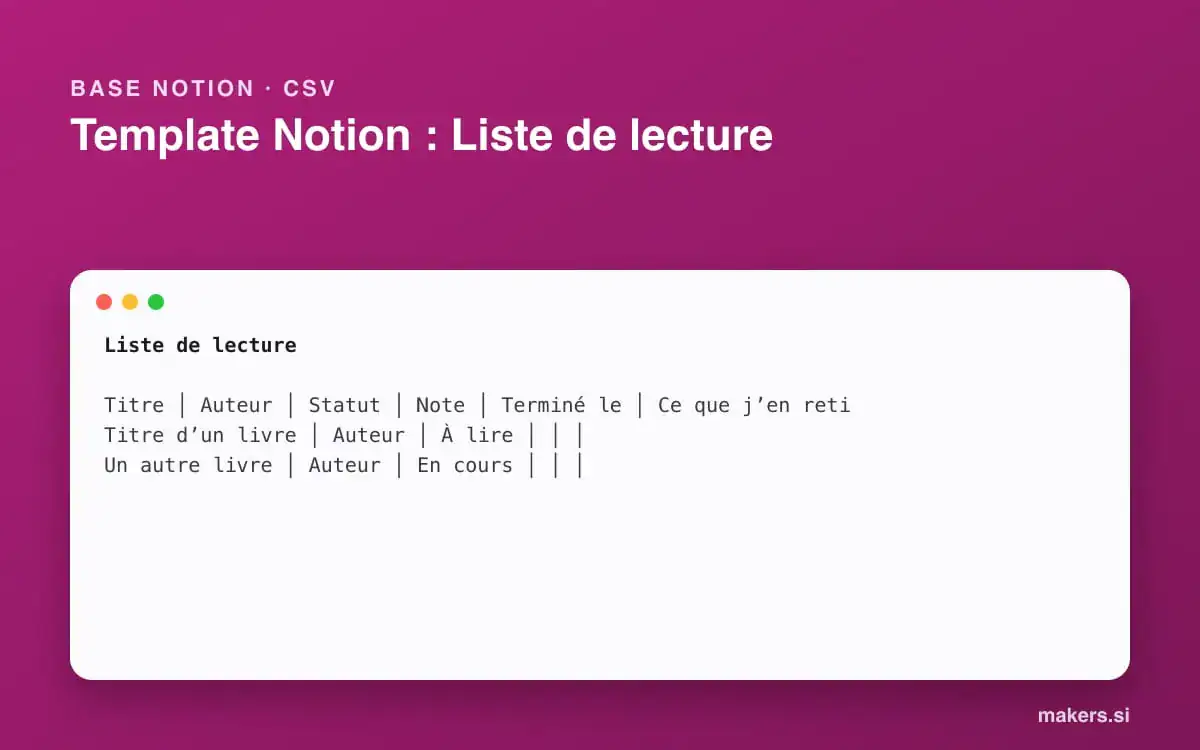 BASE NOTION · CSV
Template Notion : Liste de lecture
Liste de lecture
Titre │ Auteur │ Statut │ Note │ Terminé le │ Ce que j’en reti
Titre d’un livre │ Auteur │ À lire │ │ │
Un autre livre │ Auteur │ En cours │ │ │
makers.si